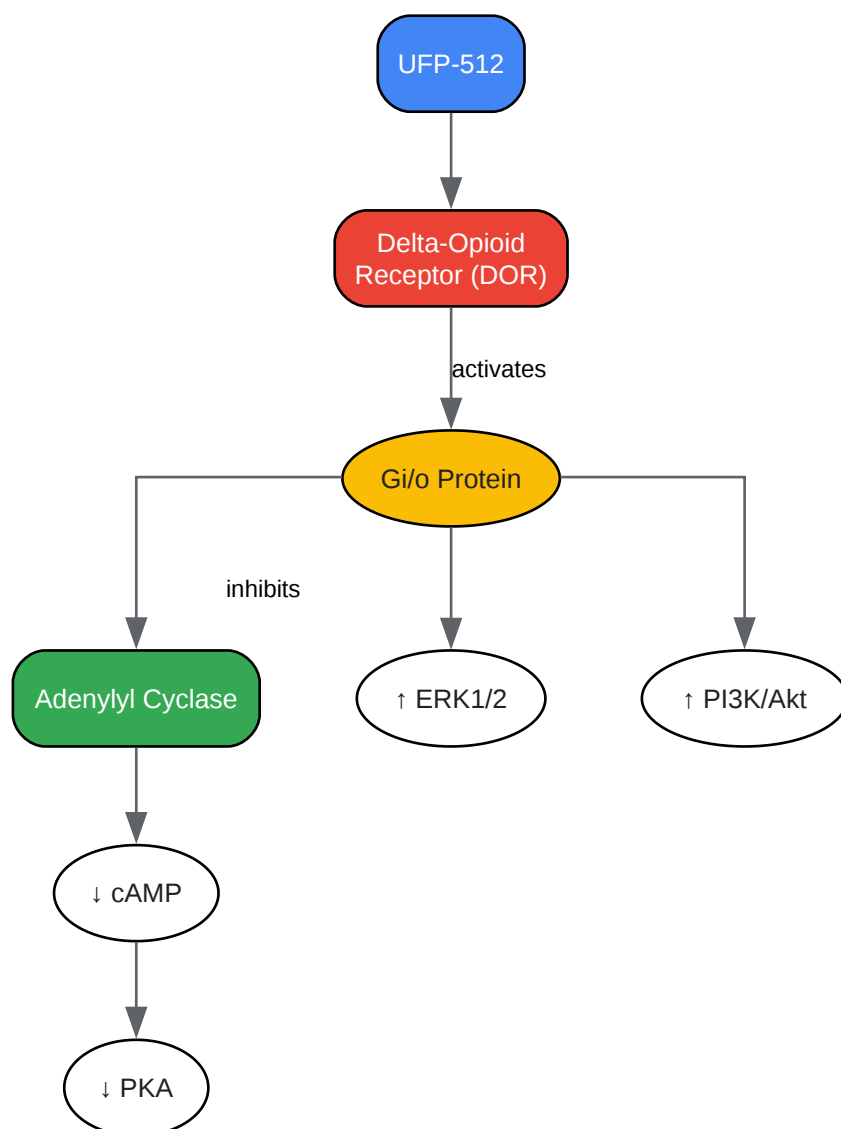 UFP-512
Delta-Opioid
Receptor (DOR)
activates
Gi/o Protein
inhibits
Adenylyl Cyclase
↑ ERK1/2
↑ PI3K/Akt
↓ cAMP
↓ PKA